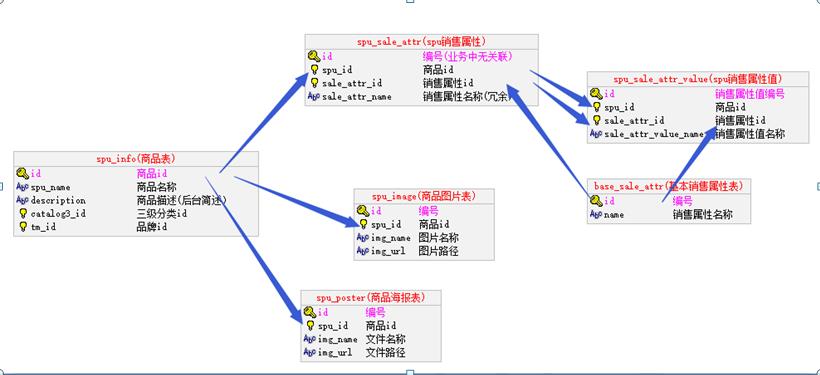 spu_sale_attr(spu销售属性)
id 编号(业务中无关联)
spu_id 商品id
sale_attr_id 销售属性id
sale_attr_name 销售属性名称(冗余)
spu_sale_attr_value(spu销售属性值)
id 销售属性值编号
spu_id 商品id
sale_attr_id 销售属性id
sale_attr_value_name 销售属性值名称
spu_info(商品表)
id 商品id
spu_name 商品名称
description 商品描述(后台简述)
catalog3_id 三级分类id
tm_id 品牌id
spu_image(商品图片表)
id 编号
spu_id 商品id
img_name 图片名称
img_url 图片路径
base_sale_attr(基本销售属性表)
id 编号
name 销售属性名称
spu_poster(商品海报表)
id 编号
spu_id 商品id
img_name 文件名称
img_url 文件路径